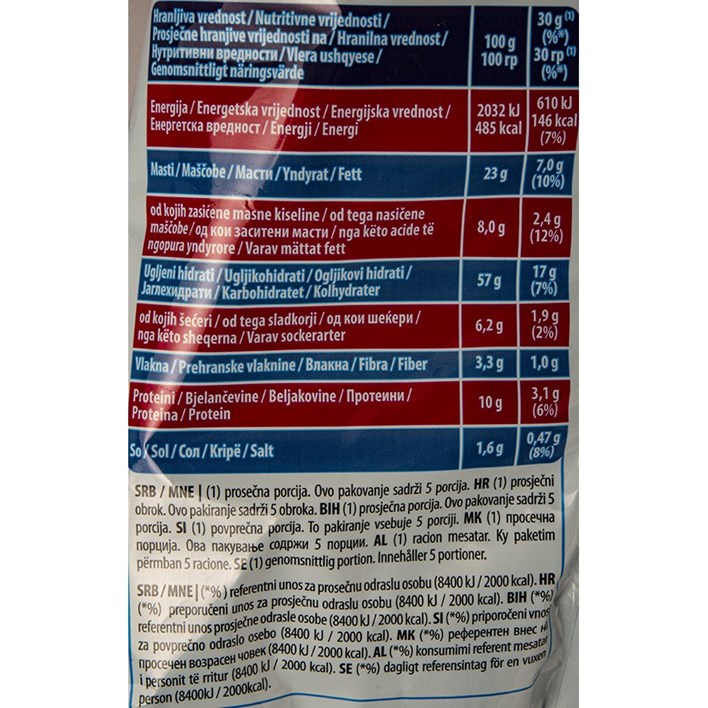 Hranljiva vrednost / Nutritivne vrijednosti /
Prosječne hranjive vrijednosti na / Hranilna vrednost /
Нутритивни вредности / Vlera ushqyese /
Genomsnittligt näringsvärde
100 g
100 гр
30 g (1)
(%*)
30 гр (1)
(%*)
Energija / Energetska vrijednost / Energijska vrednost /
Енергетска вредност / Energji / Energi
2032 kJ
485 kcal
610 kJ
146 kcal
(7%)
Masti / Maščobe / Масти / Yndyrat / Fett
23 g
7,0 g
(10%)
od kojih zasićene masne kiseline / od tega nasičene
maščobe / од кои заситени масти / nga këto acide të
ngopura yndyrore / Varav mättat fett
8,0 g
2,4 g
(12%)
Ugljeni hidrati / Ugljikohidrati / Ogljikovi hidrati /
Јаглехидрати / Karbohidratet / Kolhydrater
57 g
17 g
(7%)
od kojih šećeri / od tega sladkorji / од кои шеќери /
nga këto sheqerna / Varav sockerarter
6,2 g
1,9 g
(2%)
Vlakna / Prehranske vlaknine / Влакна / Fibra / Fiber
3,3 g
1,0 g
Proteini / Bjelančevine / Beljakovine / Протеини /
Proteina / Protein
10 g
3,1 g
(6%)
So / Sol / Сол / Kripë / Salt
1,6 g
0,47 g
(8%)
SRB / MNE | (1) prosečna porcija. Ovo pakovanje sadrži 5 porcija. HR (1) prosječni
obrok. Ovo pakiranje sadrži 5 obroka. BIH (1) prosječna porcija. Ovo pakovanje sadrži 5
porcija. SI (1) povprečna porcija. To pakiranje vsebuje 5 porciji. MK (1) просечна
порција. Ова пакување содржи 5 порции. AL (1) racion mesatar. Ky paketim
përmban 5 racione. SE (1) genomsnittlig portion. Innehåller 5 portioner.
SRB / MNE | (*%) referentni unos za prosečnu odraslu osobu (8400 kJ / 2000 kcal). HR
(*%) preporučeni unos za prosječnu odraslu osobu (8400 kJ / 2000 kcal). BIH (*%)
referentni unos prosječne odrasle osobe (8400 kJ / 2000 kcal). SI (*%) priporočeni vnos
za povprečno odraslo osebo (8400 kJ / 2000 kcal). MK (*%) референтен внес на
просечен возрасен човек (8400 kJ / 2000 kcal). AL (*%) konsumimi referent mesatar
i personit të rritur (8400 kJ / 2000 kcal). SE (*%) dagligt referensintag för en vuxen
person (8400kJ / 2000kcal).